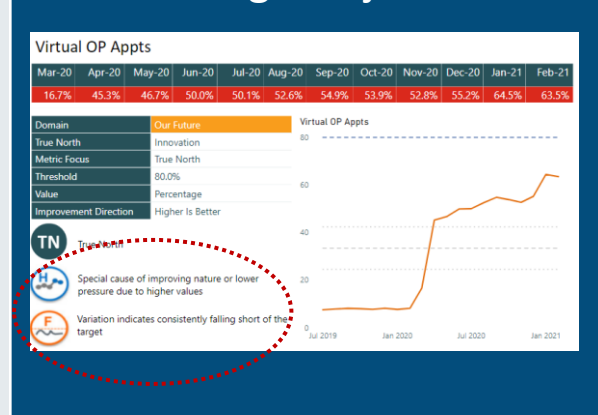 Virtual OP Appts
Mar-20 Apr-20 May-20 Jun-20 Jul-20 Aug-20 Sep-20 Oct-20 Nov-20 Dec-20 Jan-21 Feb-21
16.7% 45.3% 46.7% 50.0% 50.1% 52.6% 54.9% 53.9% 52.8% 55.2% 64.5% 63.5%
Domain Our Future
True North Innovation
Metric Focus True North
Threshold 80.0%
Value Percentage
Improvement Direction Higher Is Better
TN True North
H Special cause of improving nature or lower
pressure due to higher values
F Variation indicates consistently falling short of the
target
Virtual OP Appts
80
60
40
20
0
Jul 2019 Jan 2020 Jul 2020 Jan 2021